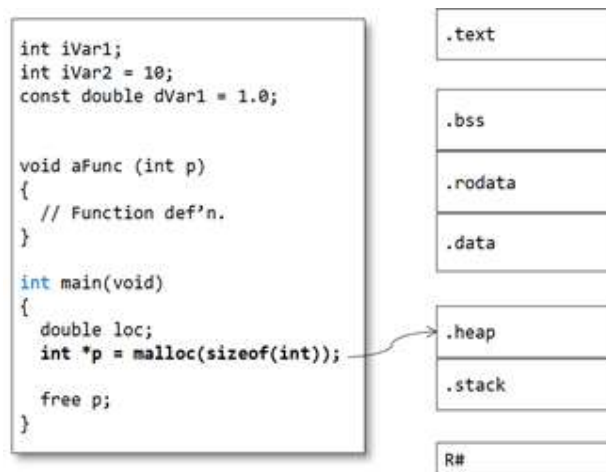 int iVar1;
int iVar2 = 10;
const double dVar1 = 1.0;
void aFunc (int p)
{
// Function def’n.
}
int main(void)
{
double loc;
int *p = malloc(sizeof(int));
free p;
}
.text
.bss
.rodata
.data
.heap
.stack
R#